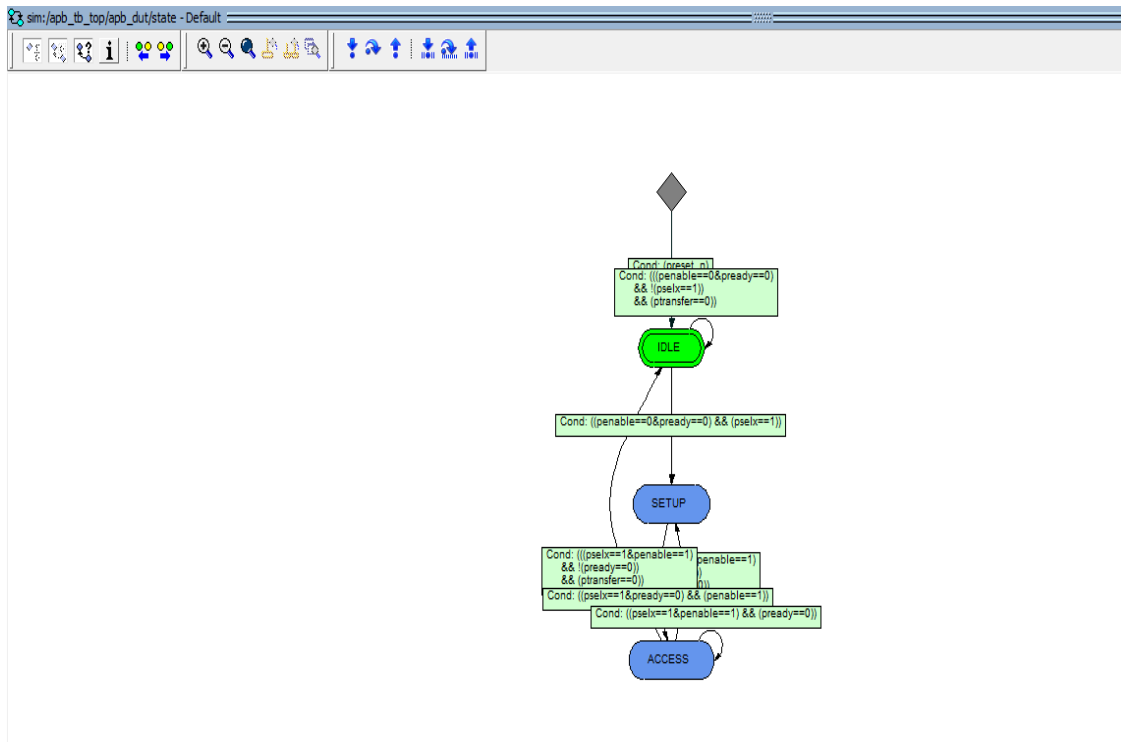 sim:/apb_tb_top/apb_dut/state - Default
Cond: (preset_n)
Cond: (((penable==0&pready==0)
&& !(pselx==1))
&& (ptransfer==0))
IDLE
Cond: ((penable==0&pready==0) && (pselx==1))
SETUP
Cond: (((pselx==1&penable==1)
&& !(pready==0))
&& (ptransfer==0))
penable==1)
))
0))
Cond: ((pselx==1&pready==0) && (penable==1))
Cond: ((pselx==1&penable==1) && (pready==0))
ACCESS